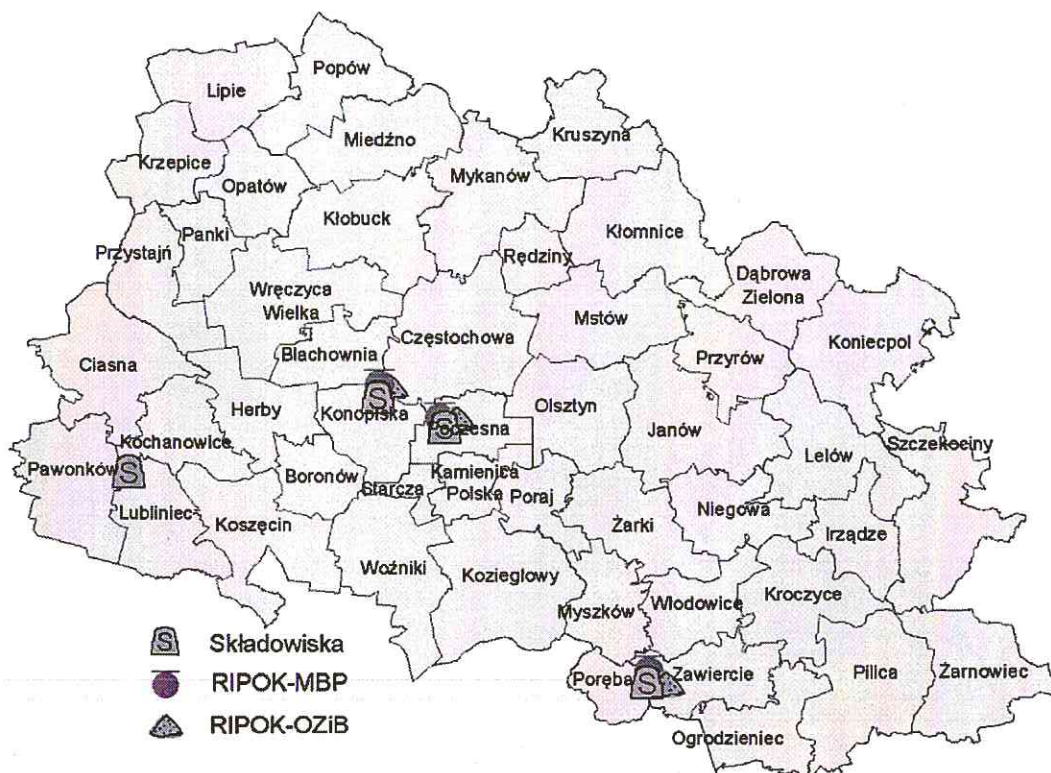 Popów
Lipie
Kruszyna
Miedźno
Krzepice
Mykanów
Opatów
Kłobuck
Kłomnice
Panki
Przystajń
Rędziny
Dąbrowa
Zielona
Wręczyca
Wielka
Mstów
Częstochowa
Koniecpol
Blachownia
Przyrów
Ciasna
Herby
Konopiska
Olsztyn
S
Poczesna
S
Janów
Kochanowice
Szczekociny
Lelów
Pawonków
S
Boronów
Kamienica
Polska
Starcza
Poraj
Lubliniec
Koszęcin
Żarki
Niegowa
Irządze
Woźniki
Kozieglowy
Kroczyce
Myszków
Wlodowice
S Składowiska
Poręba
S
Zawiercie
Pilica
Żarnowiec
RIPOK-MBP
RIPOK-OZiB
Ogrodzieniec